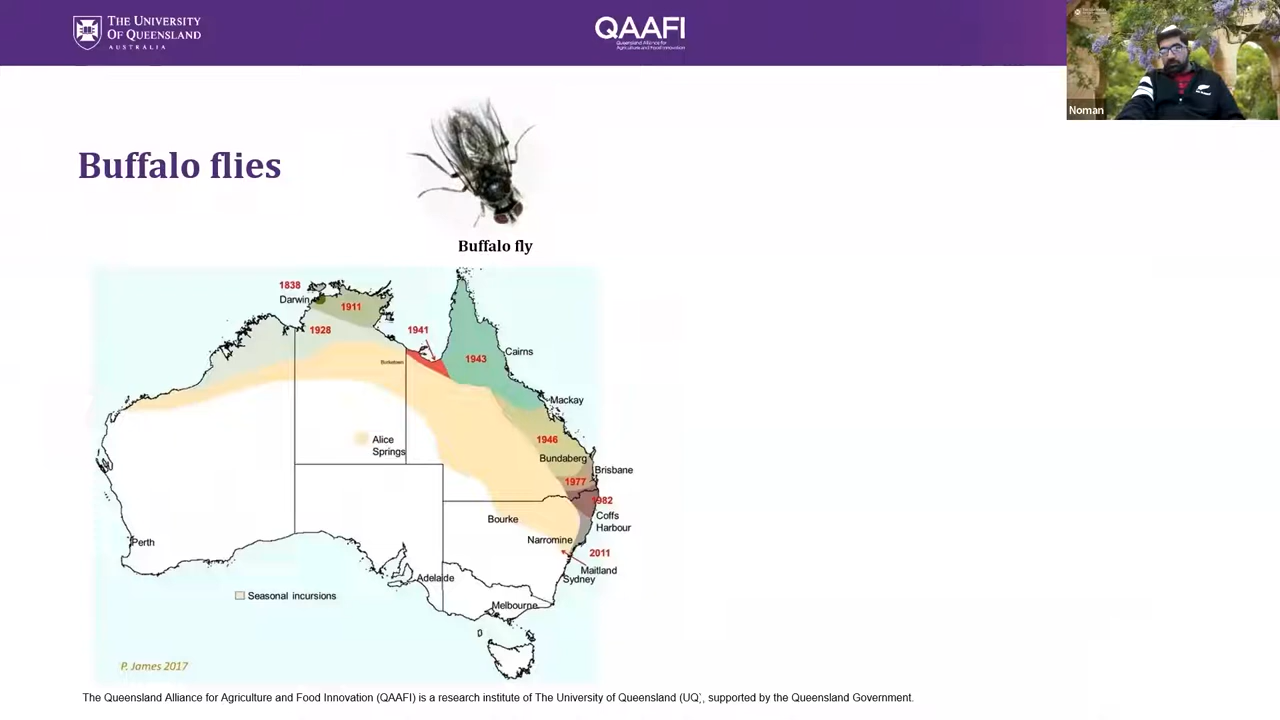 THE UNIVERSITY
OF QUEENSLAND
AUSTRALIA
QAAFI
Queensland Alliance for
Agriculture and Food Innovation
Noman
Buffalo flies
Buffalo fly
1838
Darwin
1911
1928
1941
Burketown
1943
Cairns
Mackay
1946
Alice
Springs
Bundaberg
Brisbane
1977
1982
Coffs
Harbour
Bourke
Narromine
2011
Maitland
Sydney
Perth
Adelaide
Melbourne
Seasonal incursions
P. James 2017
The Queensland Alliance for Agriculture and Food Innovation (QAAFI) is a research institute of The University of Queensland (UQ), supported by the Queensland Government.